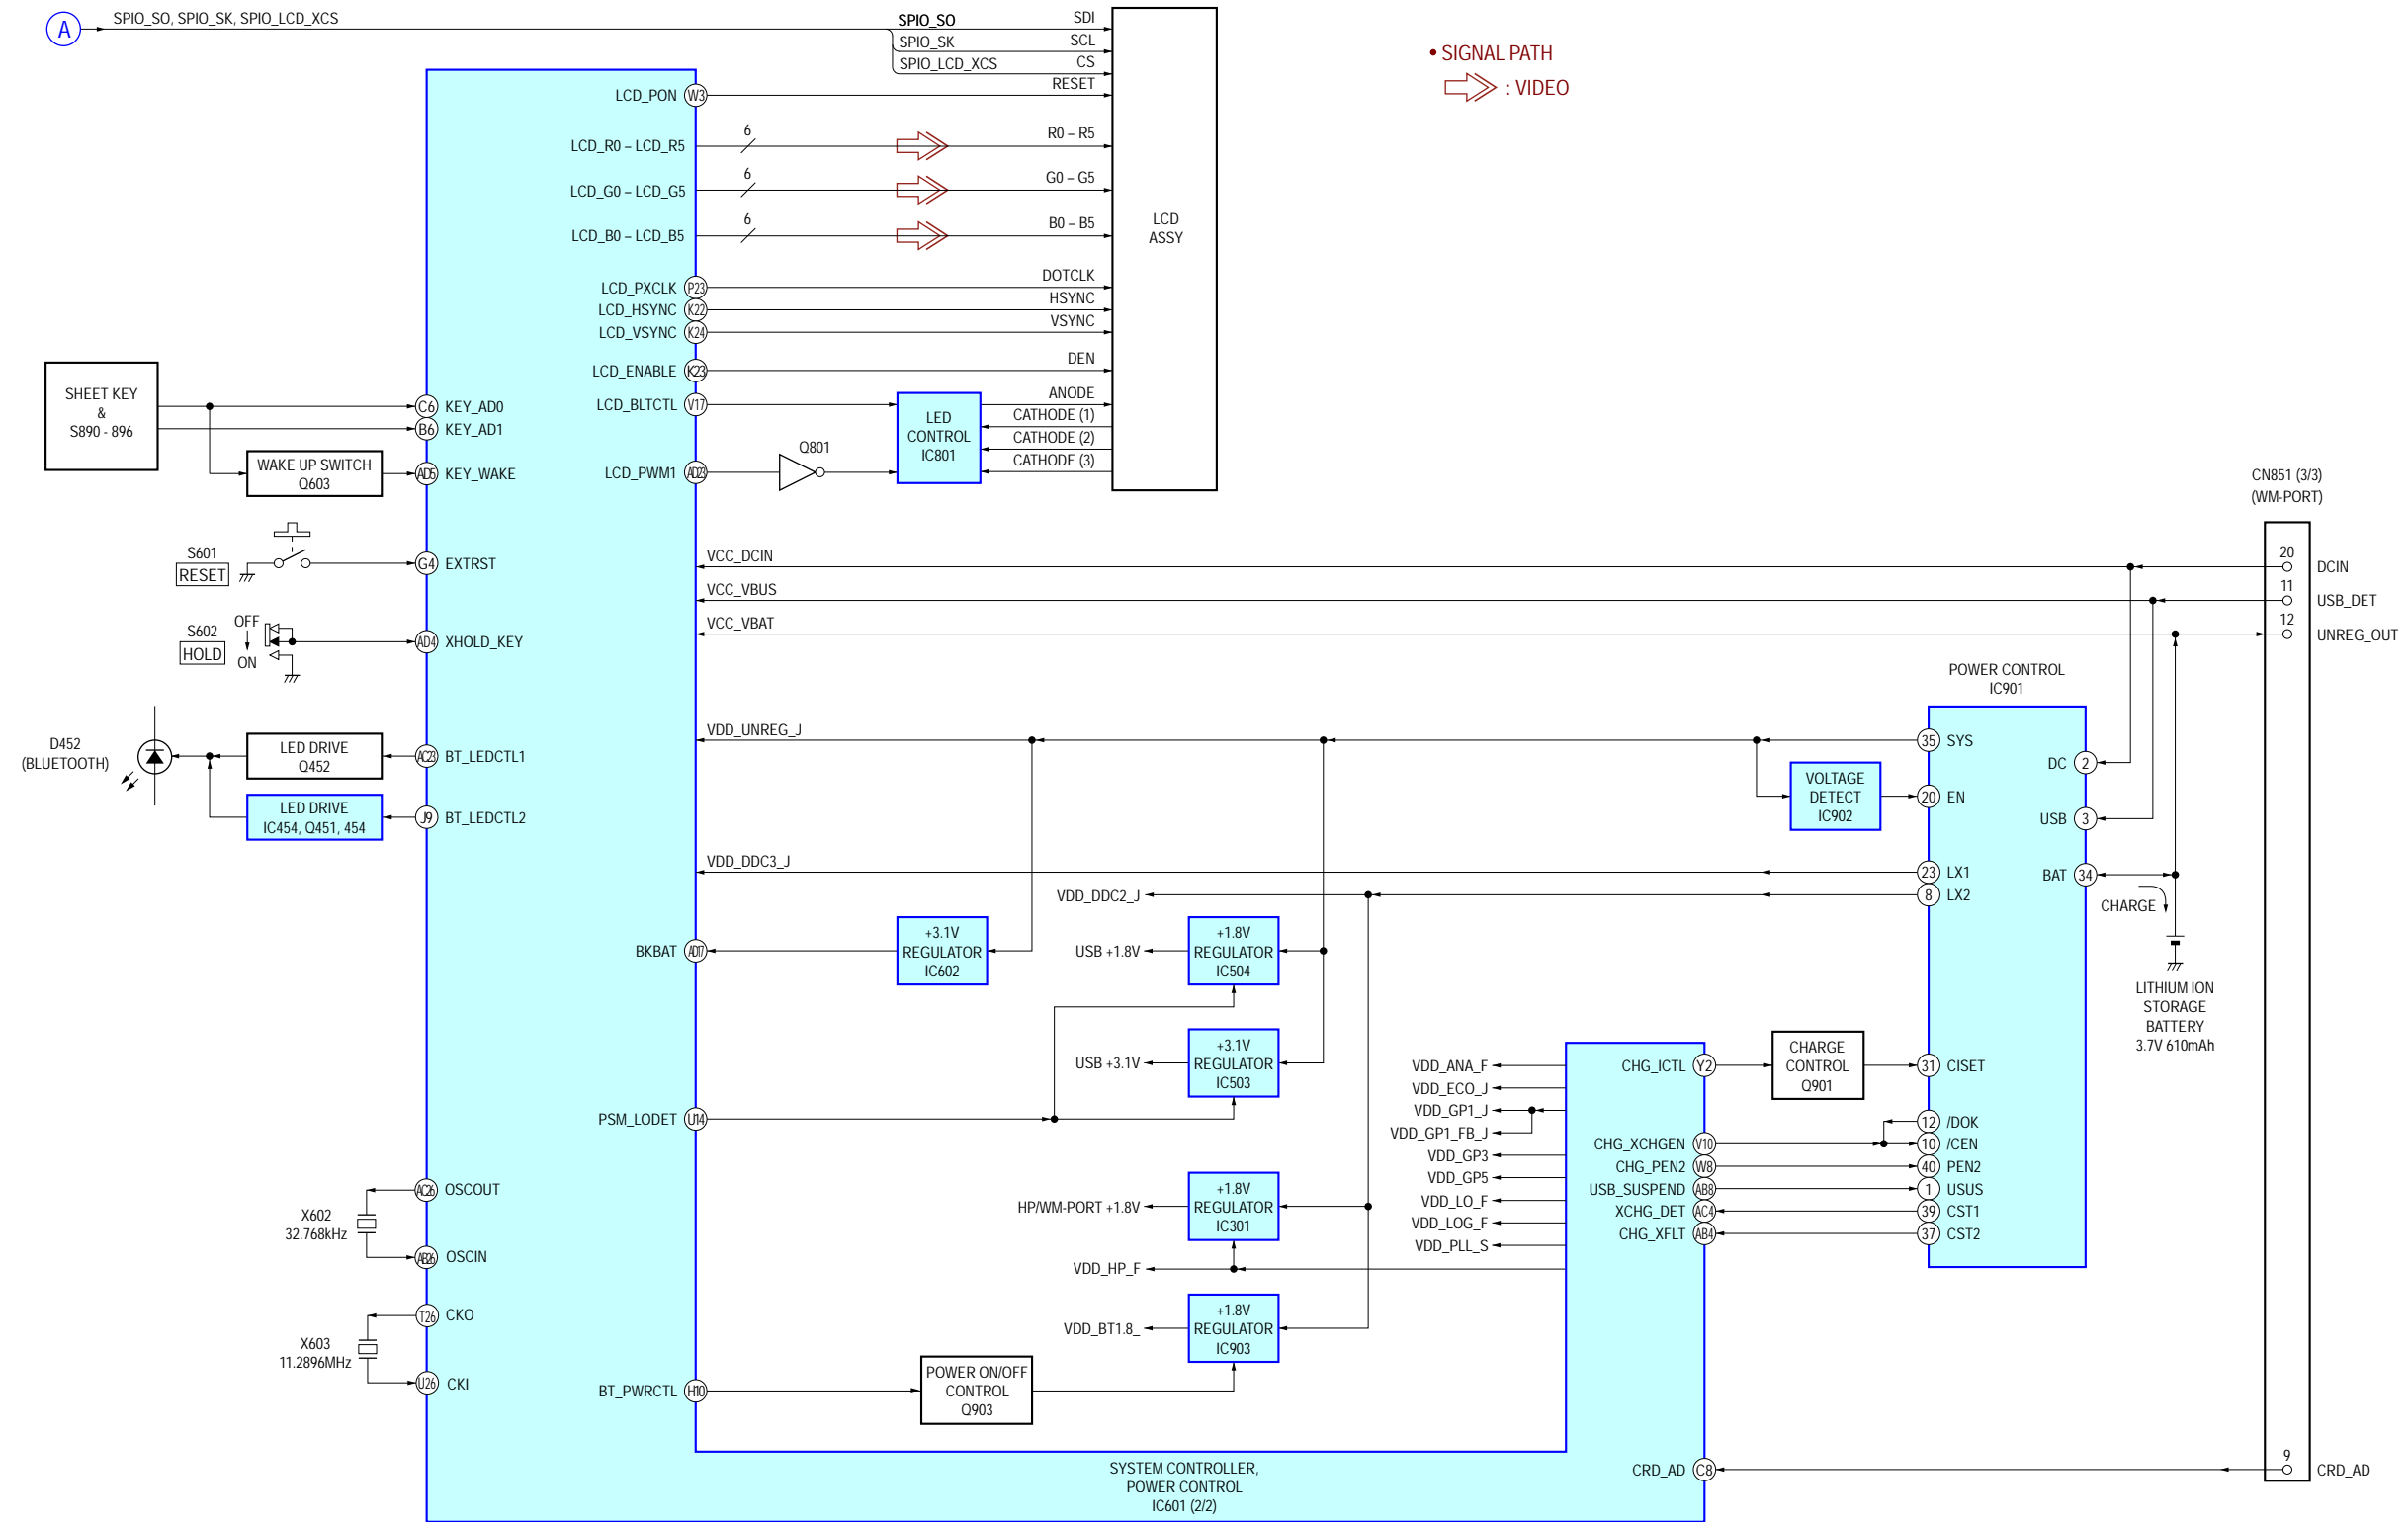 A
SPIO_SO, SPIO_SK, SPIO_LCD_XCS
SPIO_SO
SPIO_SK
SPIO_LCD_XCS
SDI
SCL
CS
RESET
R0 – R5
G0 – G5
B0 – B5
DOTCLK
HSYNC
VSYNC
DEN
ANODE
CATHODE (1)
CATHODE (2)
CATHODE (3)
LCD
ASSY
• SIGNAL PATH
: VIDEO
LCD_PON W3
LCD_R0 – LCD_R5 6
LCD_G0 – LCD_G5 6
LCD_B0 – LCD_B5 6
LCD_PXCLK P23
LCD_HSYNC K22
LCD_VSYNC K24
LCD_ENABLE K23
LCD_BLTCTL V17
LCD_PWM1 AD23
Q801
LED
CONTROL
IC801
SHEET KEY
&
S890 - 896
C6 KEY_AD0
B6 KEY_AD1
WAKE UP SWITCH
Q603
AD5 KEY_WAKE
S601
RESET
G4 EXTRST
S602
HOLD
OFF
ON
AD4 XHOLD_KEY
D452
(BLUETOOTH)
LED DRIVE
Q452
AC23 BT_LEDCTL1
LED DRIVE
IC454, Q451, 454
J9 BT_LEDCTL2
VCC_DCIN
VCC_VBUS
VCC_VBAT
VDD_UNREG_J
VDD_DDC3_J
VDD_DDC2_J
CN851 (3/3)
(WM-PORT)
20 DCIN
11 USB_DET
12 UNREG_OUT
9 CRD_AD
POWER CONTROL
IC901
35 SYS
20 EN
23 LX1
8 LX2
DC 2
USB 3
BAT 34
VOLTAGE
DETECT
IC902
CHARGE
LITHIUM ION
STORAGE
BATTERY
3.7V 610mAh
BKBAT AD17
+3.1V
REGULATOR
IC602
USB +1.8V
+1.8V
REGULATOR
IC504
USB +3.1V
+3.1V
REGULATOR
IC503
PSM_LODET U14
HP/WM-PORT +1.8V
+1.8V
REGULATOR
IC301
VDD_HP_F
VDD_BT1.8_
+1.8V
REGULATOR
IC903
BT_PWRCTL H10
POWER ON/OFF
CONTROL
Q903
VDD_ANA_F
VDD_ECO_J
VDD_GP1_J
VDD_GP1_FB_J
VDD_GP3
VDD_GP5
VDD_LO_F
VDD_LOG_F
VDD_PLL_S
CHG_ICTL Y2
CHARGE
CONTROL
Q901
31 CISET
12 /DOK
CHG_XCHGEN V10
10 /CEN
CHG_PEN2 W8
40 PEN2
USB_SUSPEND AB8
1 USUS
XCHG_DET AC4
39 CST1
CHG_XFLT AB4
37 CST2
CRD_AD C8
X602
32.768kHz
AC26 OSCOUT
AB26 OSCIN
X603
11.2896MHz
T26 CKO
U26 CKI
SYSTEM CONTROLLER,
POWER CONTROL
IC601 (2/2)